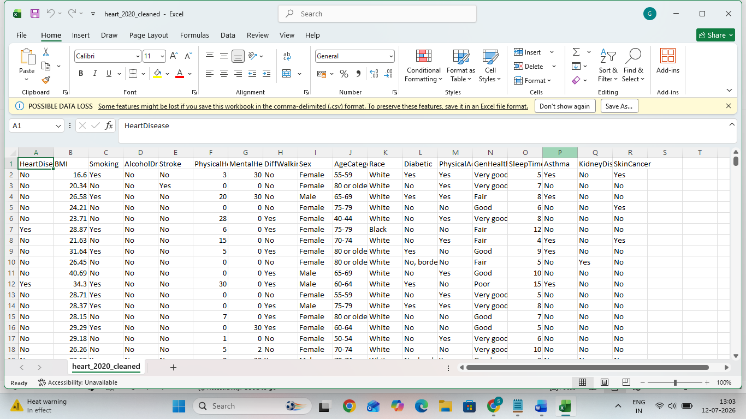 heart_2020_cleaned - Excel
Search
G
File Home Insert Draw Page Layout Formulas Data Review View Help
Share
Paste
Calibri 11 A^ Aˇ
General
Conditional Formatting
Format as Table
Cell Styles
Insert
Delete
Format
Sort & Filter
Find & Select
Add-ins
B I U
Clipboard Font Alignment Number Styles Cells Editing Add-ins
POSSIBLE DATA LOSS Some features might be lost if you save this workbook in the comma-delimited (.csv) format. To preserve these features, save it in an Excel file format. Don't show again Save As...
A1 fx HeartDisease
A B C D E F G H I J K L M N O P Q R S T
1 HeartDise BMI Smoking AlcoholDr Stroke PhysicalHe MentalHe DiffWalkin Sex AgeCatego Race Diabetic PhysicalAc GenHealth SleepTime Asthma KidneyDis SkinCancer
2 No 16.6 Yes No No 3 30 No Female 55-59 White Yes Yes Very good 5 Yes No Yes
3 No 20.34 No No Yes 0 0 No Female 80 or olde White No Yes Very good 7 No No No
4 No 26.58 Yes No No 20 30 No Male 65-69 White Yes Yes Fair 8 Yes No No
5 No 24.21 No No No 0 0 No Female 75-79 White No No Good 6 No No Yes
6 No 23.71 No No No 28 0 Yes Female 40-44 White No Yes Very good 8 No No No
7 Yes 28.87 Yes No No 6 0 Yes Female 75-79 Black No No Fair 12 No No No
8 No 21.63 No No No 15 0 No Female 70-74 White No Yes Fair 4 Yes No Yes
9 No 31.64 Yes No No 5 0 Yes Female 80 or olde White Yes No Good 9 Yes No No
10 No 26.45 No No No 0 0 No Female 80 or olde White No, borde No Fair 5 No Yes No
11 No 40.69 No No No 0 0 Yes Male 65-69 White No Yes Good 10 No No No
12 Yes 34.3 Yes No No 30 0 Yes Male 60-64 White Yes No Poor 15 Yes No No
13 No 28.71 Yes No No 0 0 No Female 55-59 White No Yes Very good 5 No No No
14 No 28.37 Yes No No 0 0 Yes Male 75-79 White Yes Yes Very good 8 No No No
15 No 28.15 No No No 7 0 Yes Female 80 or olde White No No Good 7 No No No
16 No 29.29 Yes No No 0 30 Yes Female 60-64 White No No Good 5 No No No
17 No 29.18 No No No 1 0 No Female 50-54 White No Yes Very good 6 No No No
18 No 26.26 No No No 5 2 No Female 70-74 White No No Very good 10 No No No
heart_2020_cleaned
Ready Accessibility: Unavailable 100%
Heat warning
In effect
Search
ENG
IN
13:03
12-07-2026